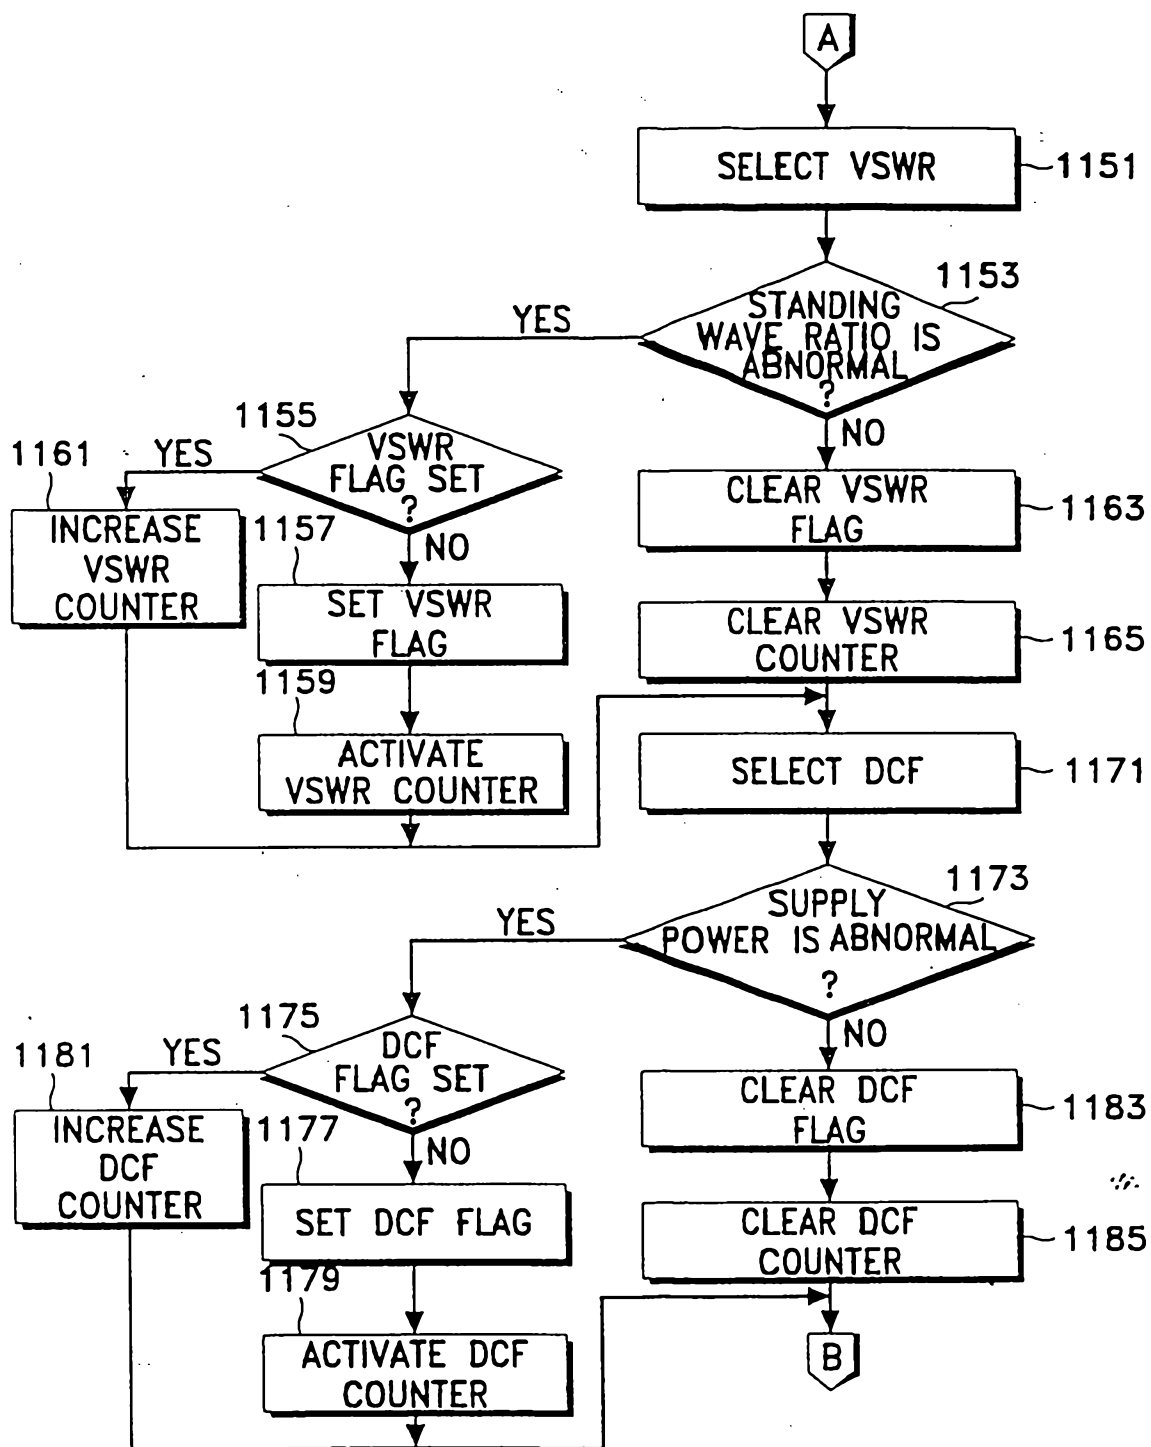 A
SELECT VSWR
1151
1153
STANDING
WAVE RATIO IS
ABNORMAL
?
YES
NO
1155
VSWR
FLAG SET
?
YES
NO
1161
INCREASE
VSWR
COUNTER
1157
SET VSWR
FLAG
1159
ACTIVATE
VSWR COUNTER
CLEAR VSWR
FLAG
1163
CLEAR VSWR
COUNTER
1165
SELECT DCF
1171
1173
SUPPLY
POWER IS ABNORMAL
?
YES
NO
1175
DCF
FLAG SET
?
YES
NO
1181
INCREASE
DCF
COUNTER
1177
SET DCF FLAG
1179
ACTIVATE DCF
COUNTER
CLEAR DCF
FLAG
1183
CLEAR DCF
COUNTER
1185
B